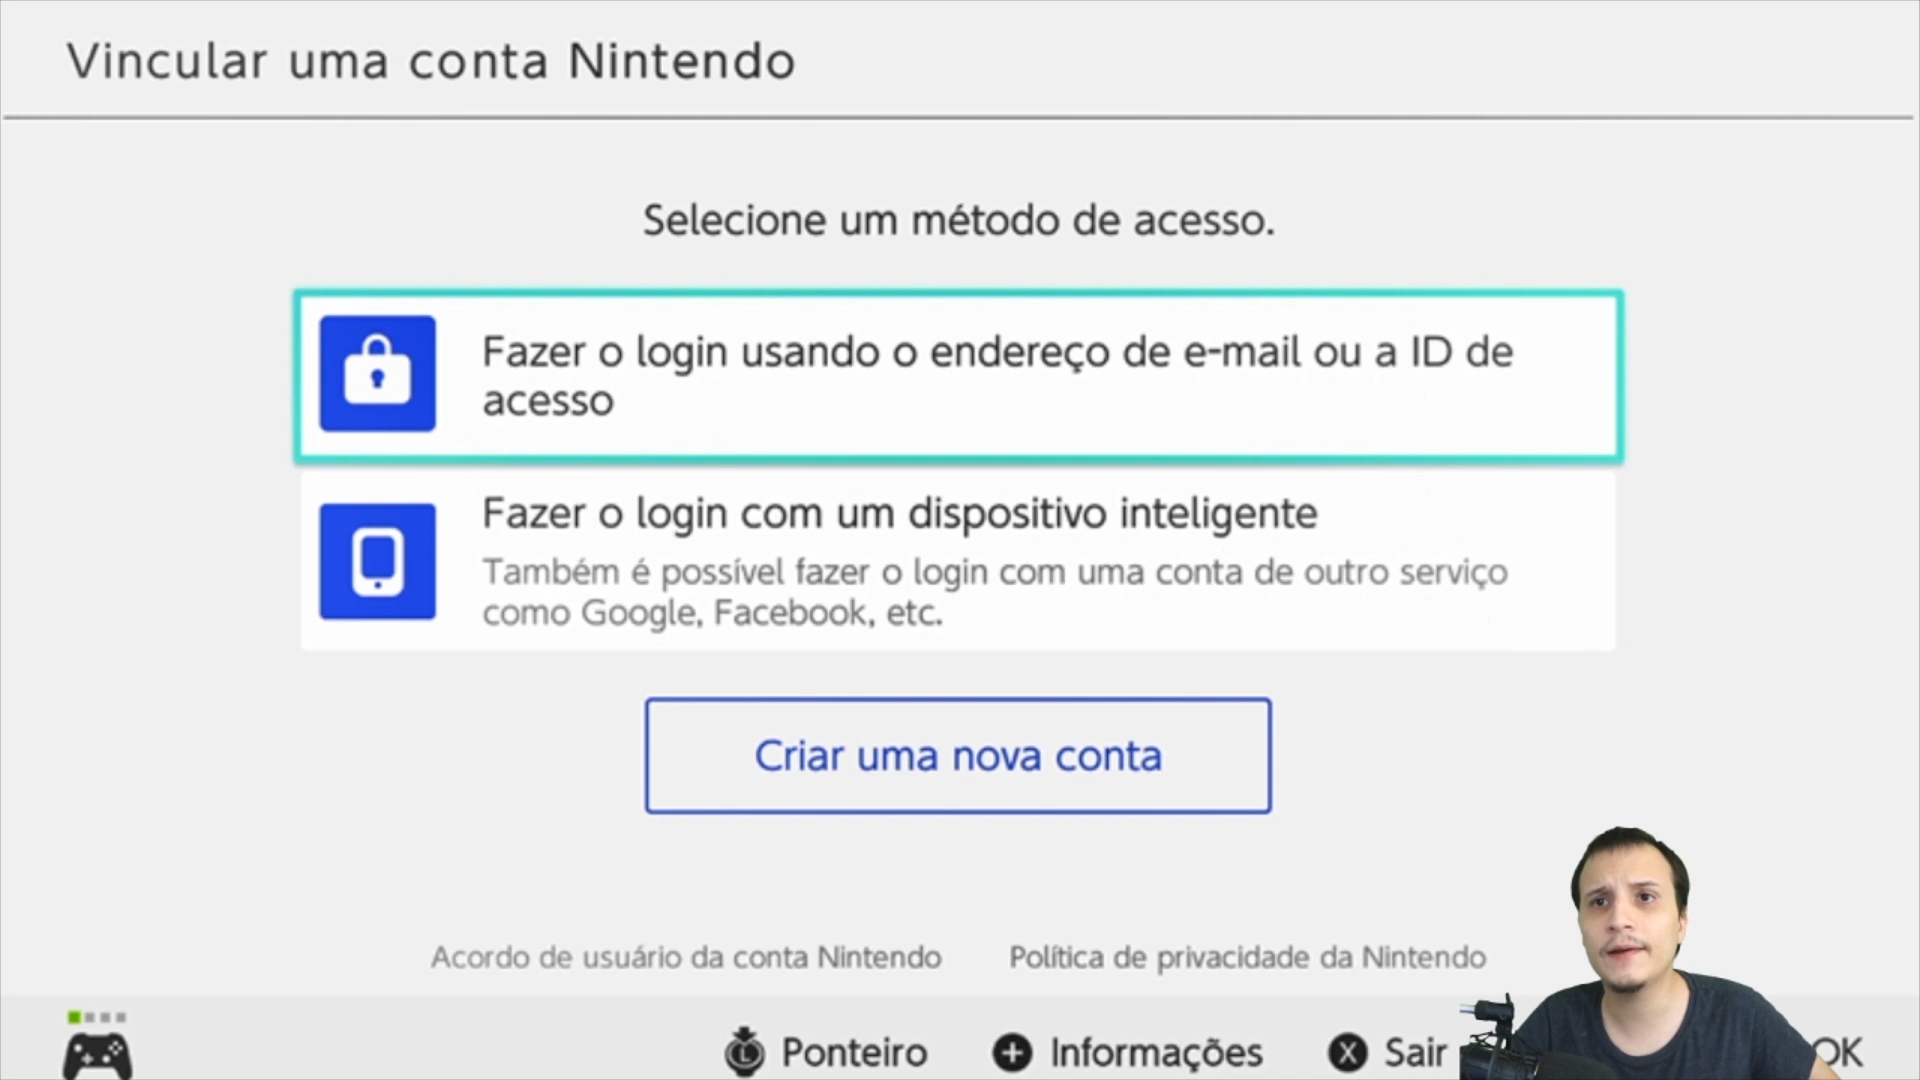 Vincular uma conta Nintendo
Selecione um método de acesso.
Fazer o login usando o endereço de e-mail ou a ID de
acesso
Fazer o login com um dispositivo inteligente
Também é possível fazer o login com uma conta de outro serviço
como Google, Facebook, etc.
Criar uma nova conta
Acordo de usuário da conta Nintendo
Política de privacidade da Nintendo
L Ponteiro
+ Informações
X Sair
OK